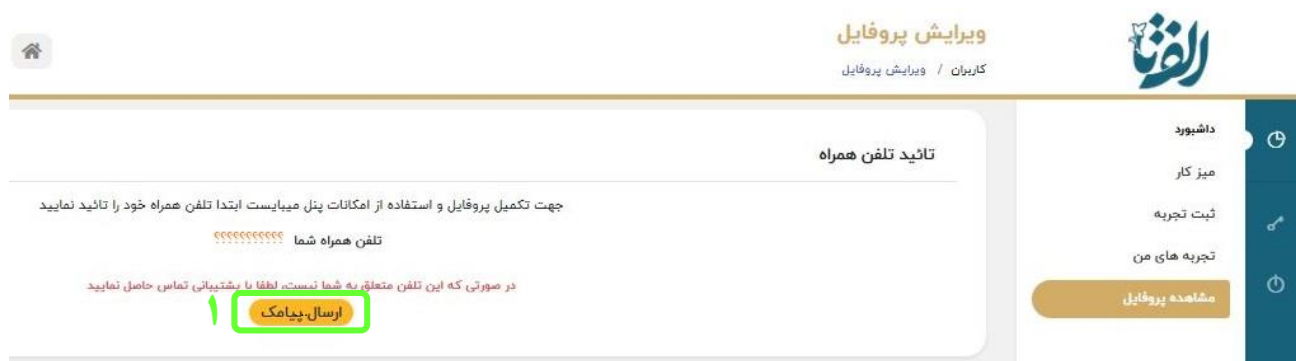 الفتا
ویرایش پروفایل
کاربران / ویرایش پروفایل
داشبورد
میز کار
ثبت تجربه
تجربه های من
مشاهده پروفایل
تائید تلفن همراه
جهت تکمیل پروفایل و استفاده از امکانات پنل میبایست ابتدا تلفن همراه خود را تائید نمایید
تلفن همراه شما ؟؟؟؟؟؟؟؟؟؟؟
در صورتی که این تلفن متعلق به شما نیست، لطفا با پشتیبانی تماس حاصل نمایید
ارسال پیامک
۱